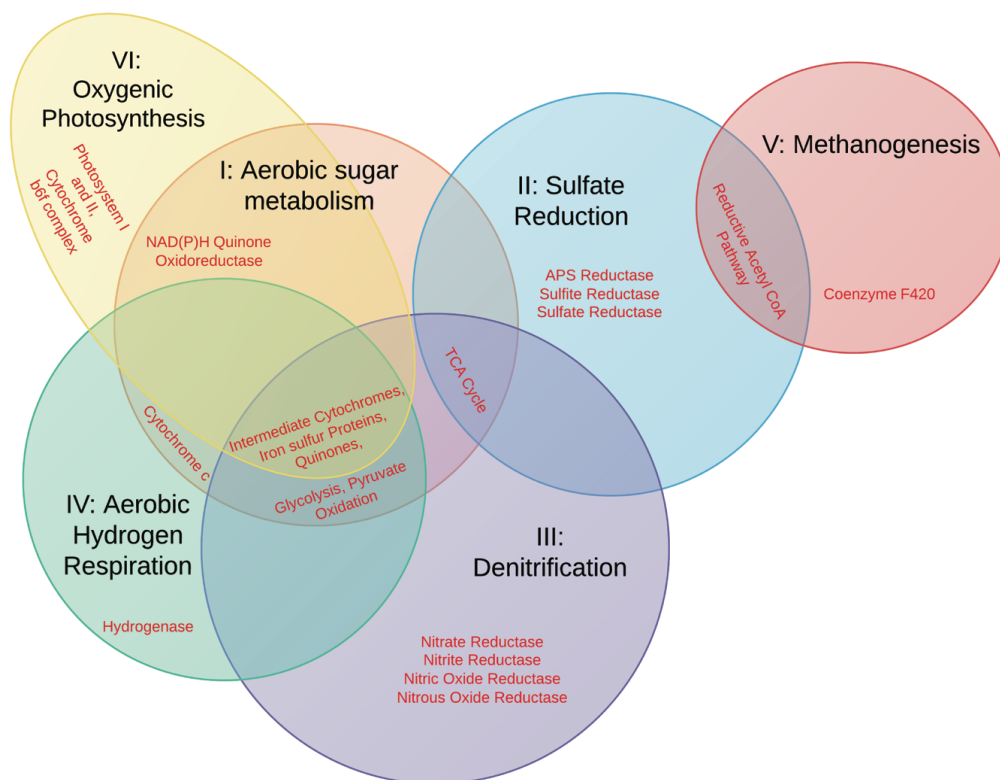 VI:
Oxygenic
Photosynthesis
Photosystem I
and II,
Cytochrome
b6f complex
I: Aerobic sugar
metabolism
NAD(P)H Quinone
Oxidoreductase
II: Sulfate
Reduction
APS Reductase
Sulfite Reductase
Sulfate Reductase
V: Methanogenesis
Reductive Acetyl CoA
Pathway
Coenzyme F420
TCA Cycle
Intermediate Cytochromes,
Iron sulfur Proteins,
Quinones,
Cytochrome c
Glycolysis, Pyruvate
Oxidation
IV: Aerobic
Hydrogen
Respiration
Hydrogenase
III:
Denitrification
Nitrate Reductase
Nitrite Reductase
Nitric Oxide Reductase
Nitrous Oxide Reductase